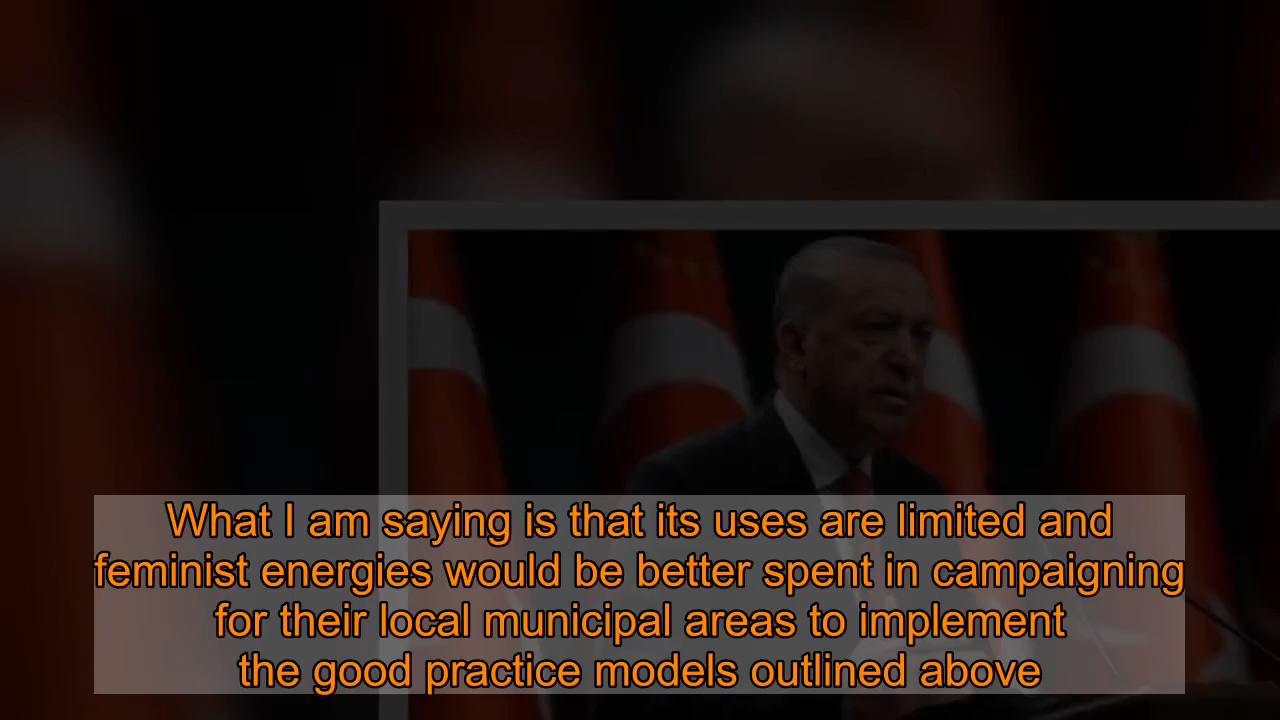 What I am saying is that its uses are limited and
feminist energies would be better spent in campaigning
for their local municipal areas to implement
the good practice models outlined above